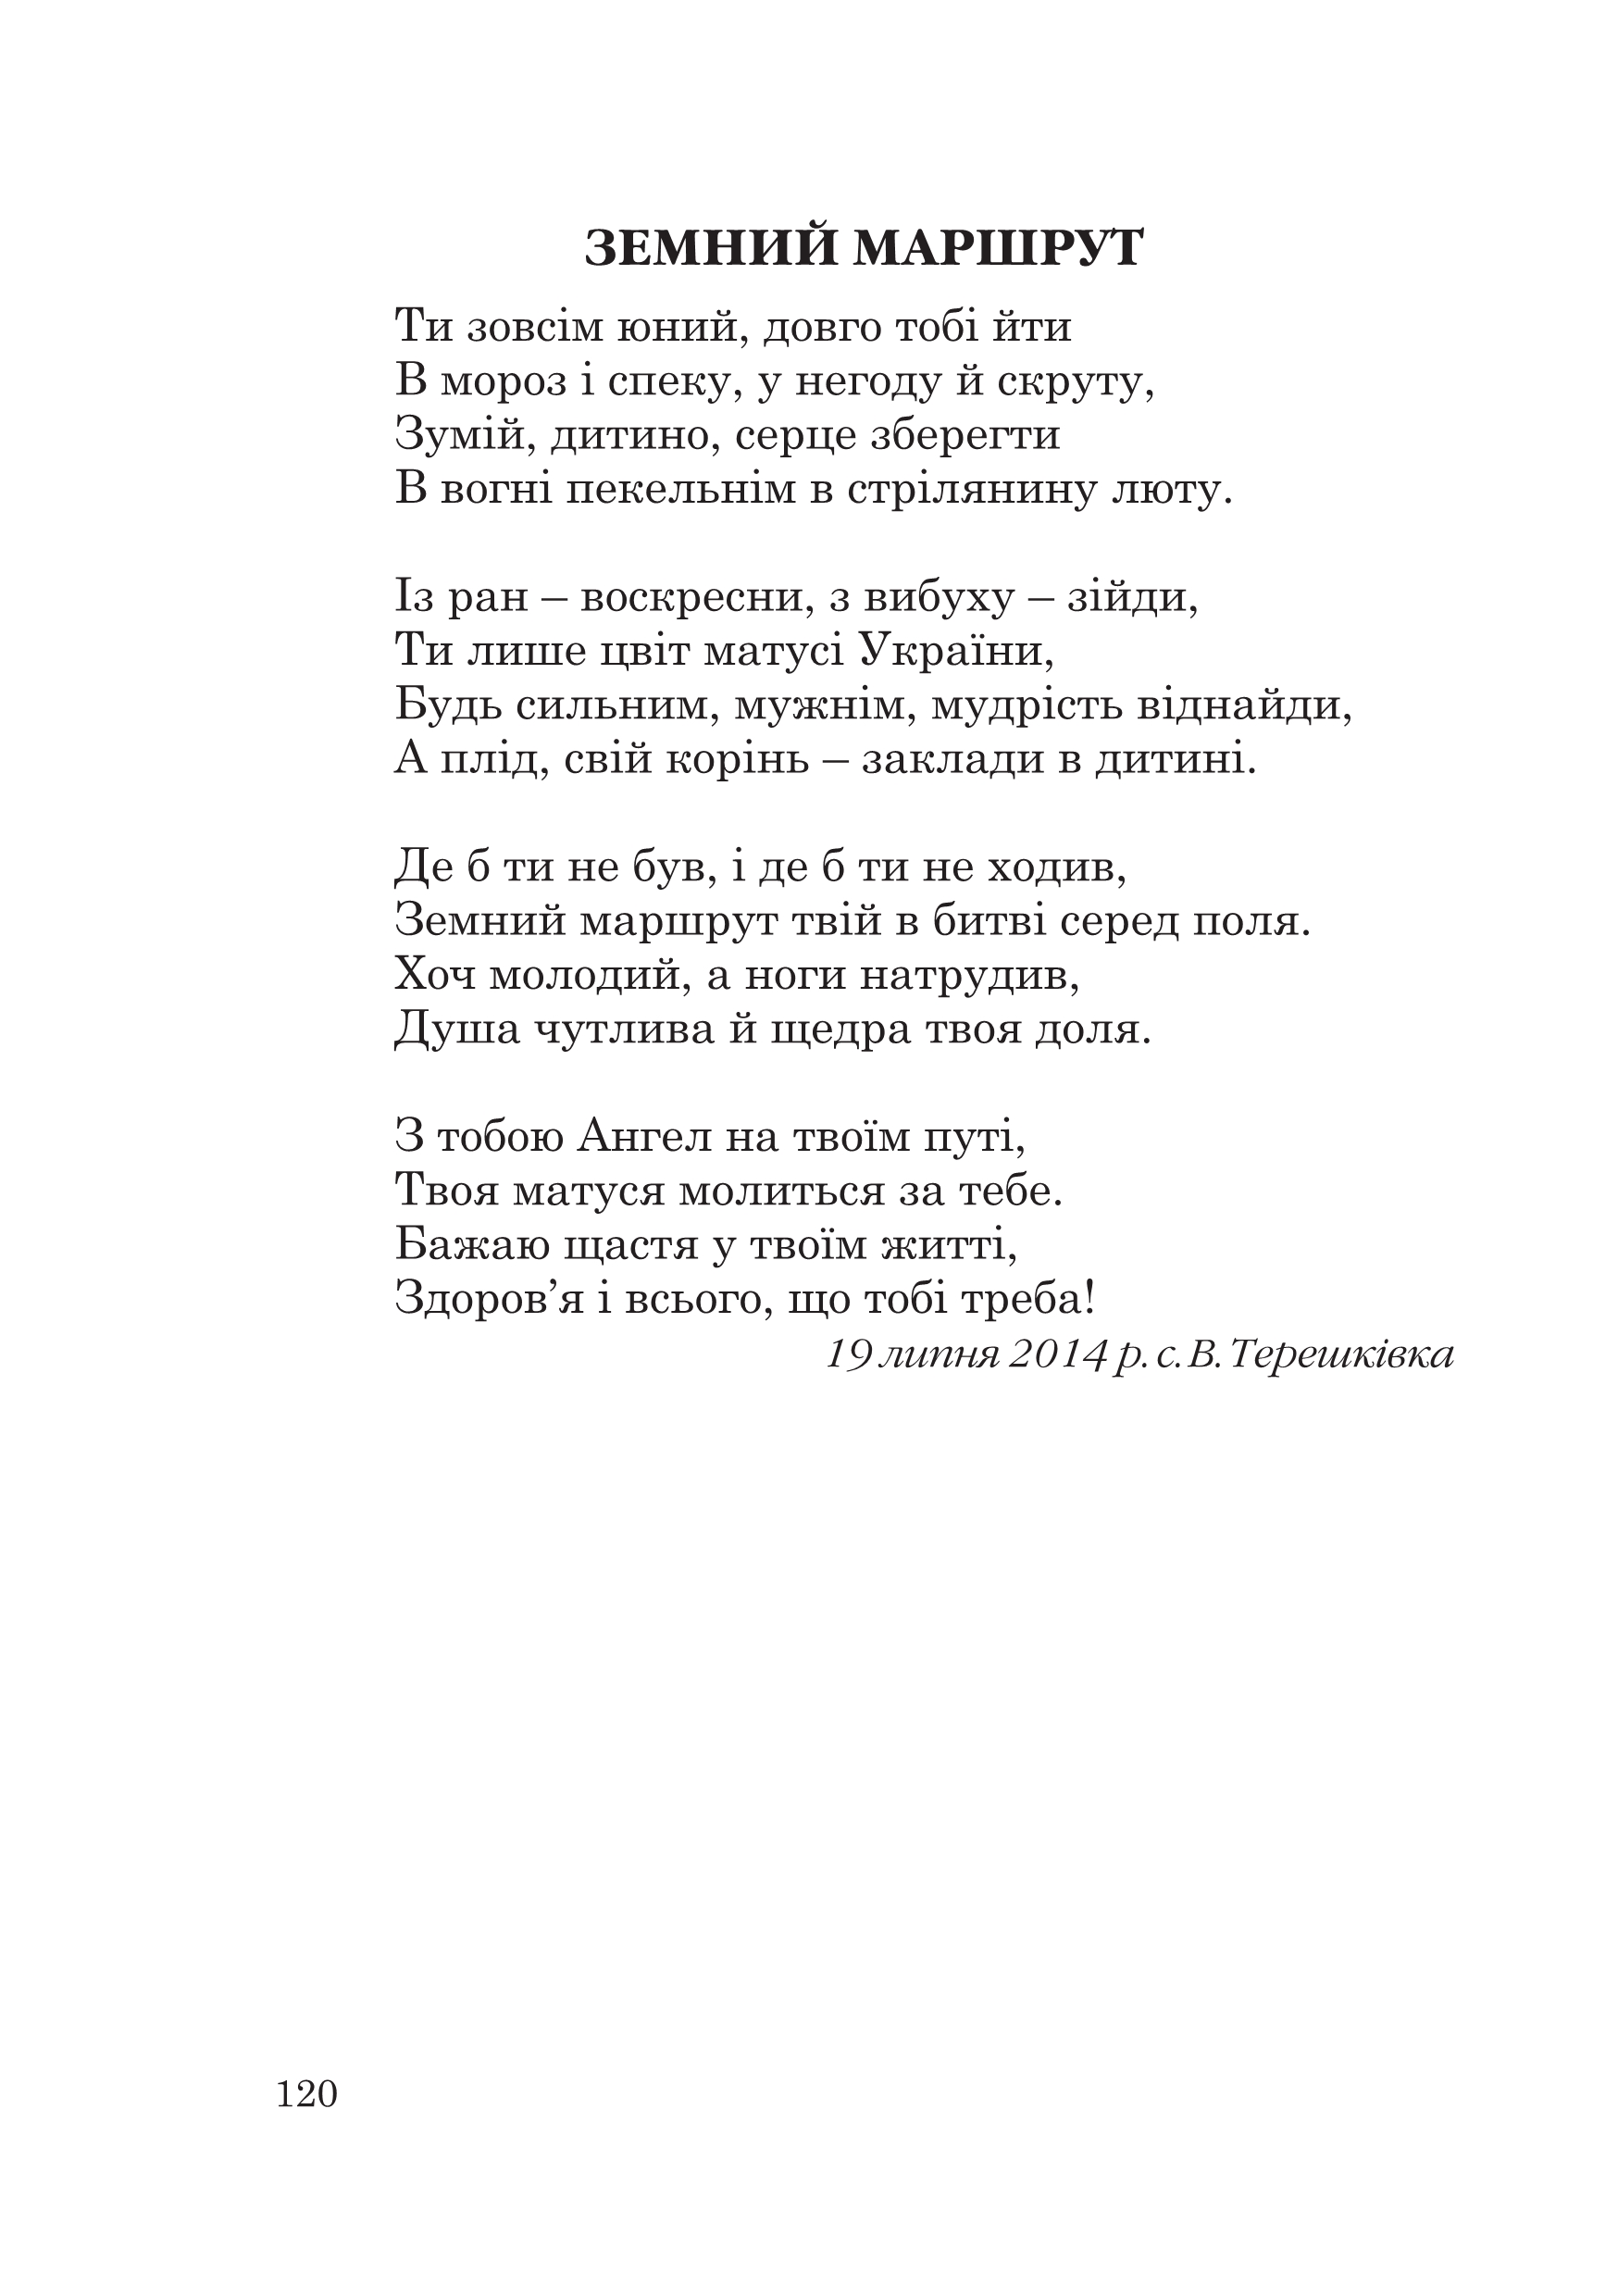 ЗЕМНИЙ МАРШРУТ
Ти зовсім юний, довго тобі йти
В мороз і спеку, у негоду й скруту,
Зумій, дитино, серце зберегти
В вогні пекельнім в стрілянину люту.
Із ран – воскресни, з вибуху – зійди,
Ти лише цвіт матусі України,
Будь сильним, мужнім, мудрість віднайди,
А плід, свій корінь – заклади в дитині.
Де б ти не був, і де б ти не ходив,
Земний маршрут твій в битві серед поля.
Хоч молодий, а ноги натрудив,
Душа чутлива й щедра твоя доля.
З тобою Ангел на твоїм путі,
Твоя матуся молиться за тебе.
Бажаю щастя у твоїм житті,
Здоров’я і всього, що тобі треба!
19 липня 2014 р. с. В. Терешківка
120